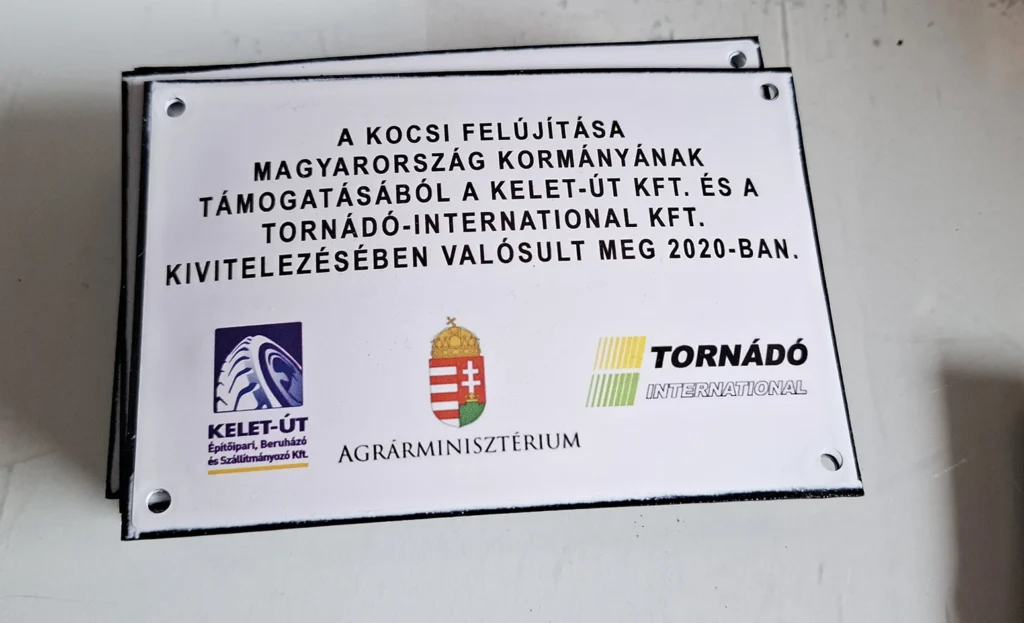 A KOCSI FELÚJÍTÁSA
MAGYARORSZÁG KORMÁNYÁNAK
TÁMOGATÁSÁBÓL A KELET-ÚT KFT. ÉS A
TORNÁDÓ-INTERNATIONAL KFT.
KIVITELEZÉSÉBEN VALÓSULT MEG 2020-BAN.
KELET-ÚT
Építőipari, Beruházó
és Szállítmányozó Kft.
AGRÁRMINISZTÉRIUM
TORNÁDÓ
INTERNATIONAL